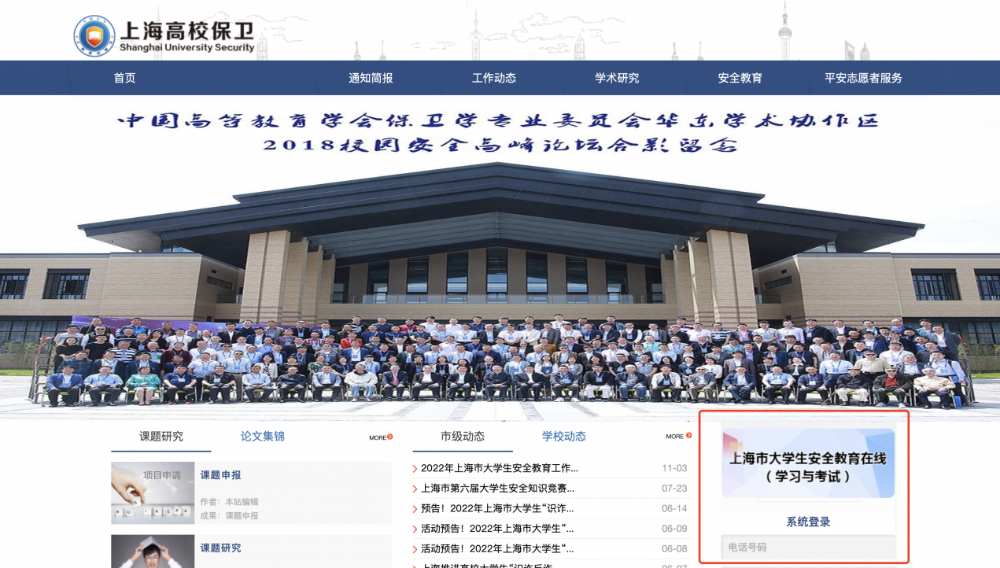 上海高校保卫
Shanghai University Security
首页
通知简报
工作动态
学术研究
安全教育
平安志愿者服务
中国高等教育学会保卫学专业委员会华东学术协作区
2018校园安全高峰论坛合影留念
课题研究
论文集锦
MORE
项目申请
课题申报
作者：本站编辑
成果：课题申报
课题研究
市级动态
学校动态
MORE
2022年上海市大学生安全教育工作...
11-03
上海市第六届大学生安全知识竞赛...
07-23
预告！2022年上海市大学生“识诈...
06-14
活动预告！2022年上海市大学生“...
06-09
活动预告！2022年上海市大学生“...
06-08
上海市大学生安全教育在线
（学习与考试）
系统登录
电话号码